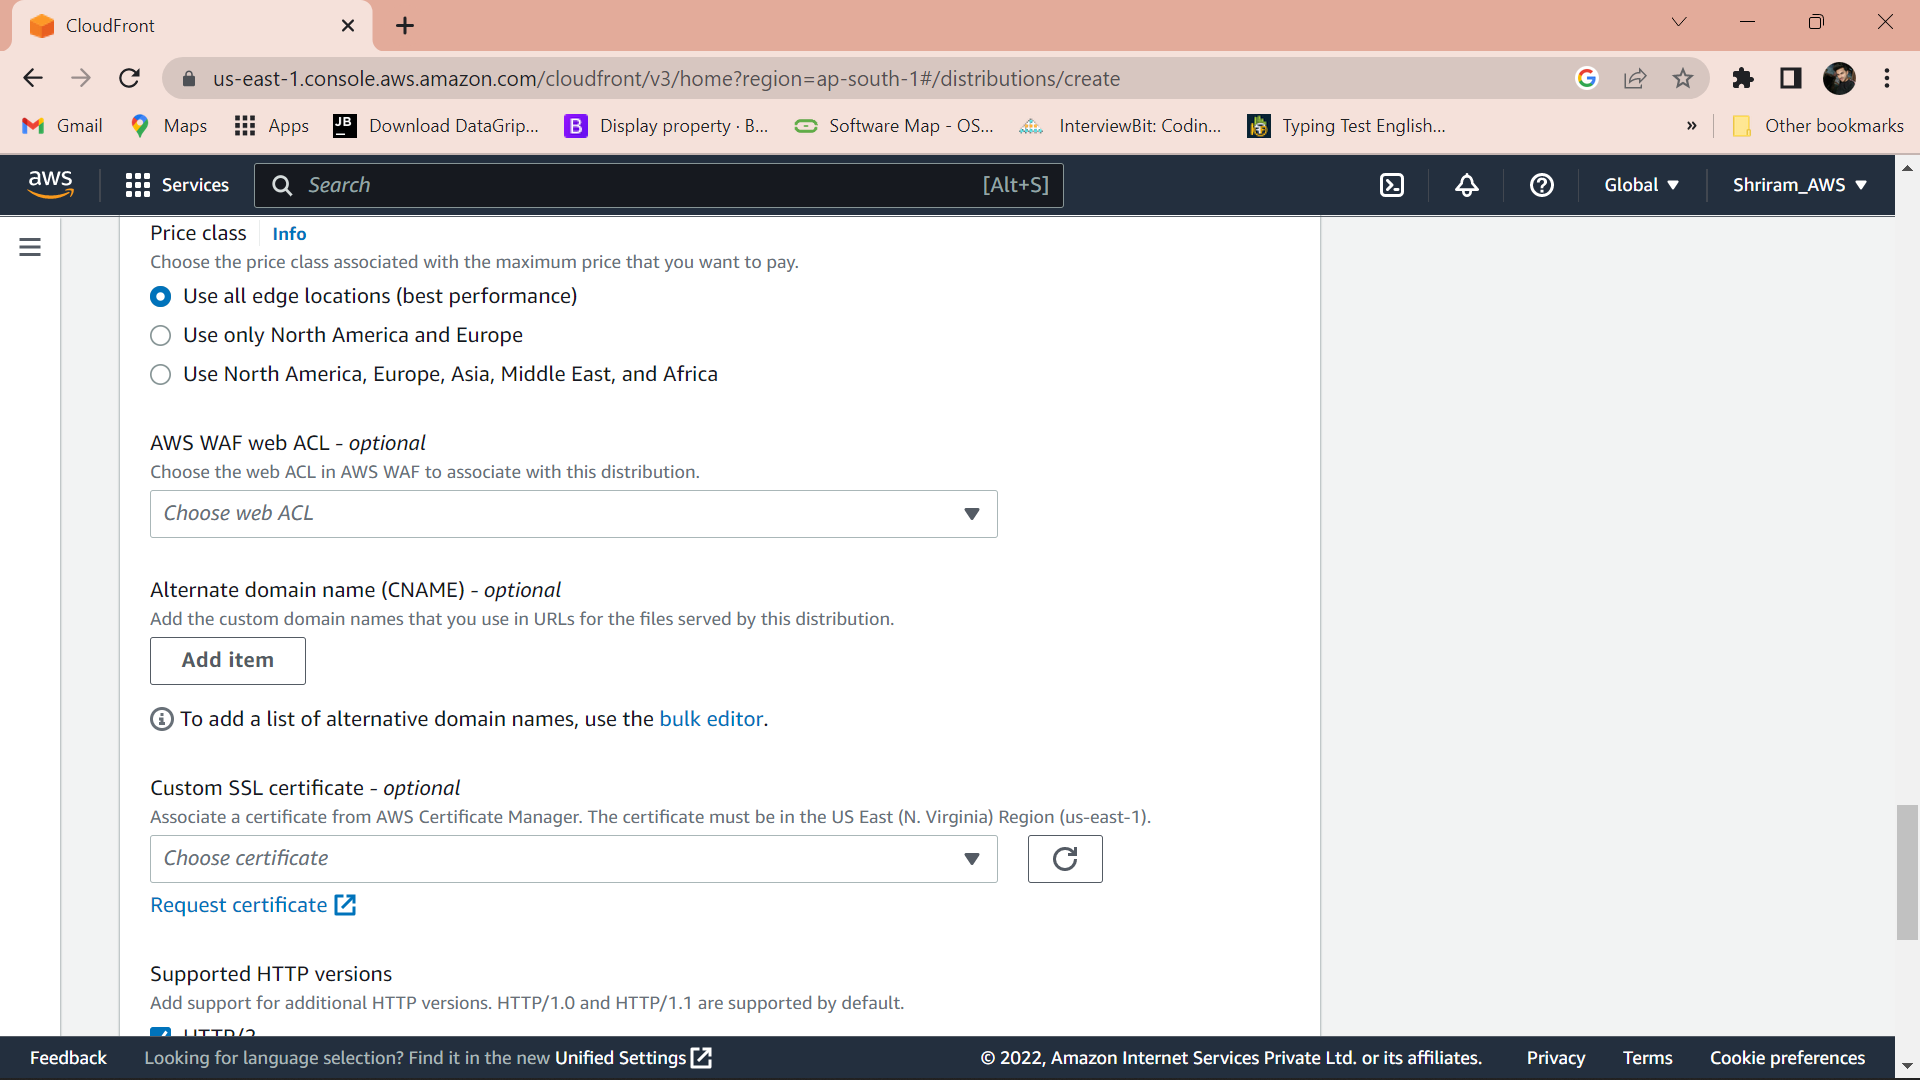 CloudFront
us-east-1.console.aws.amazon.com/cloudfront/v3/home?region=ap-south-1#/distributions/create
Gmail Maps Apps JB Download DataGrip... B Display property · B... Software Map - OS... InterviewBit: Codin... Typing Test English... » Other bookmarks
aws Services Search [Alt+S] Global Shriram_AWS
Price class Info
Choose the price class associated with the maximum price that you want to pay.
Use all edge locations (best performance)
Use only North America and Europe
Use North America, Europe, Asia, Middle East, and Africa
AWS WAF web ACL - optional
Choose the web ACL in AWS WAF to associate with this distribution.
Choose web ACL
Alternate domain name (CNAME) - optional
Add the custom domain names that you use in URLs for the files served by this distribution.
Add item
To add a list of alternative domain names, use the bulk editor.
Custom SSL certificate - optional
Associate a certificate from AWS Certificate Manager. The certificate must be in the US East (N. Virginia) Region (us-east-1).
Choose certificate
Request certificate
Supported HTTP versions
Add support for additional HTTP versions. HTTP/1.0 and HTTP/1.1 are supported by default.
HTTP/2
Feedback Looking for language selection? Find it in the new Unified Settings © 2022, Amazon Internet Services Private Ltd. or its affiliates. Privacy Terms Cookie preferences